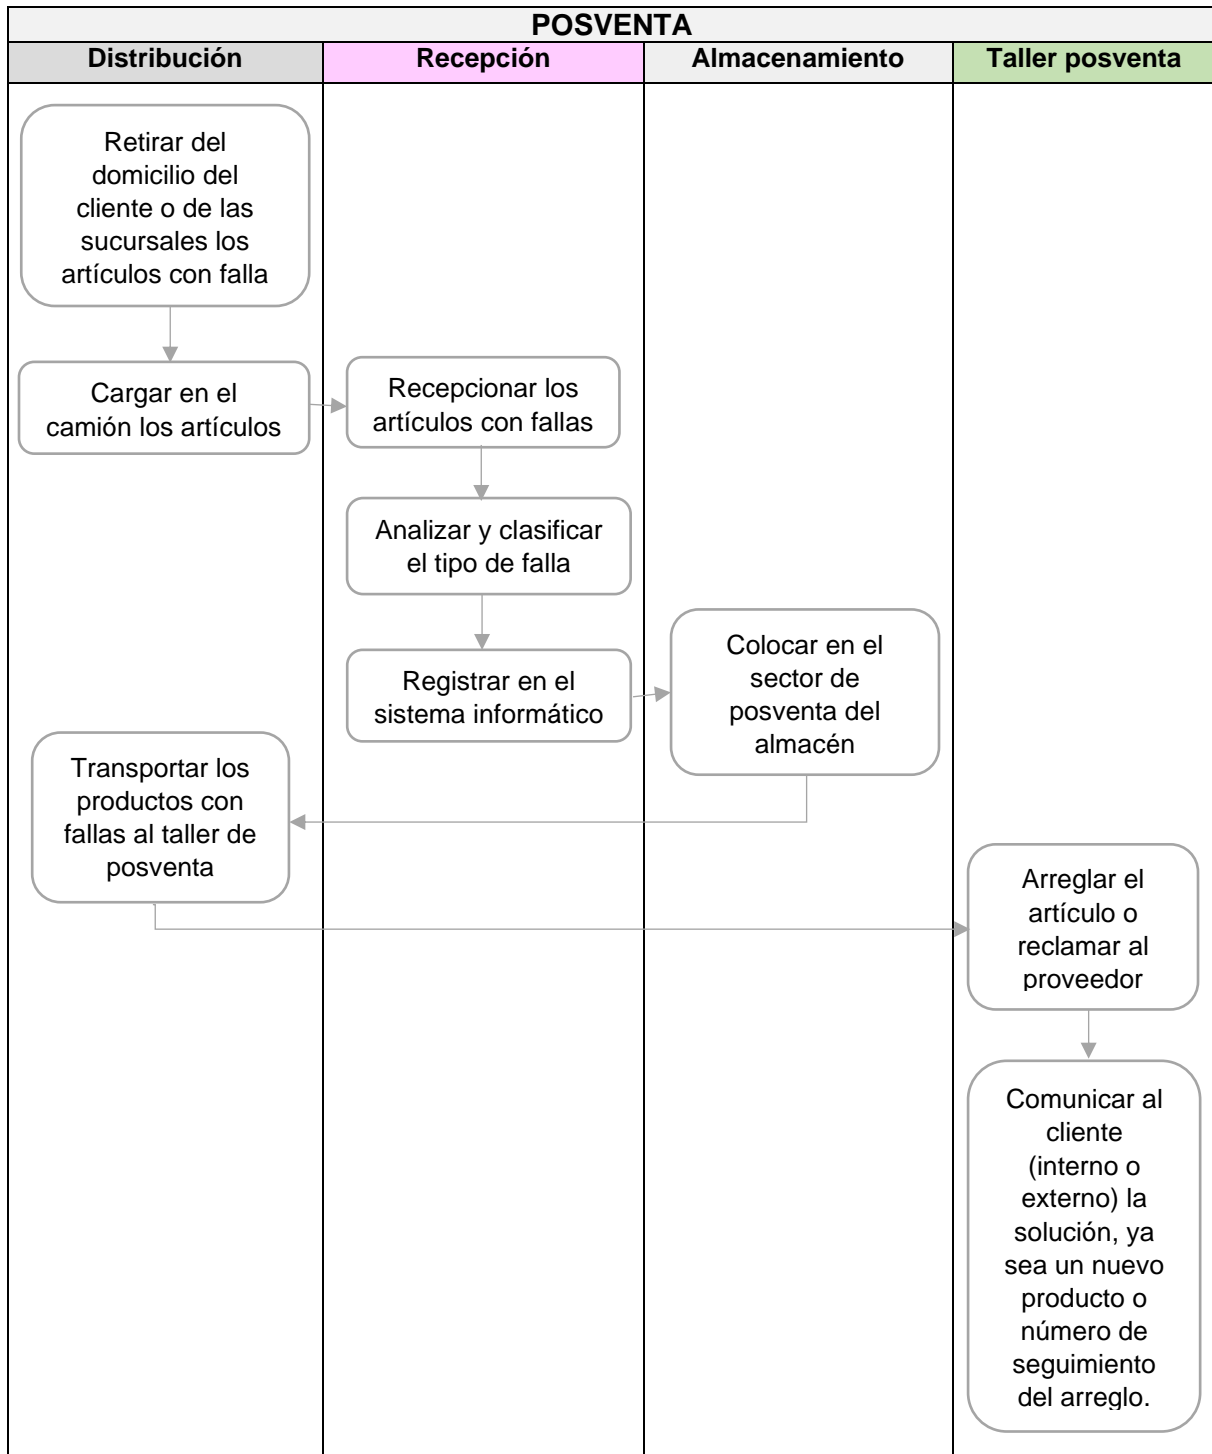 POSVENTA
Distribución
Recepción
Almacenamiento
Taller posventa
Retirar del
domicilio del
cliente o de las
sucursales los
artículos con falla
Cargar en el
camión los artículos
Recepcionar los
artículos con fallas
Analizar y clasificar
el tipo de falla
Registrar en el
sistema informático
Colocar en el
sector de
posventa del
almacén
Transportar los
productos con
fallas al taller de
posventa
Arreglar el
artículo o
reclamar al
proveedor
Comunicar al
cliente
(interno o
externo) la
solución, ya
sea un nuevo
producto o
número de
seguimiento
del arreglo.